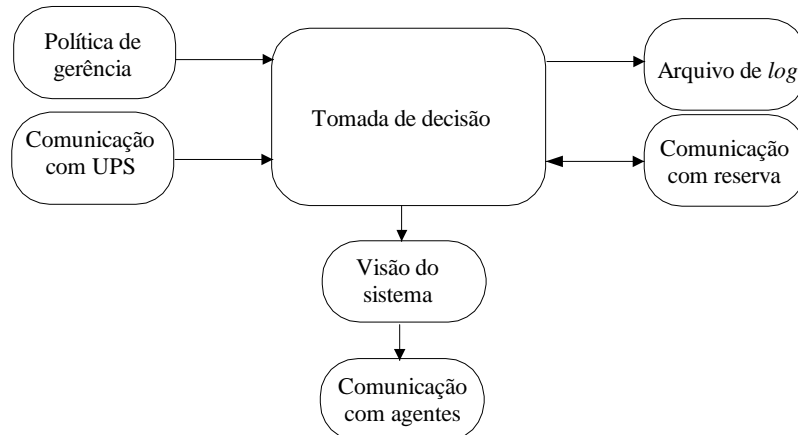 Política de
gerência
Comunicação
com UPS
Tomada de decisão
Arquivo de log
Comunicação
com reserva
Visão do
sistema
Comunicação
com agentes